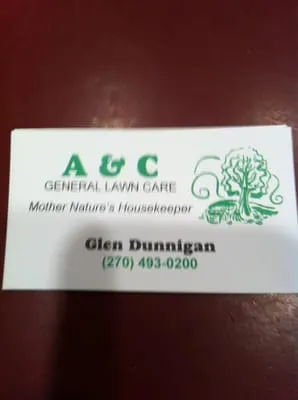 A & C
GENERAL LAWN CARE
Mother Nature's Housekeeper
Glen Dunnigan
(270) 493-0200